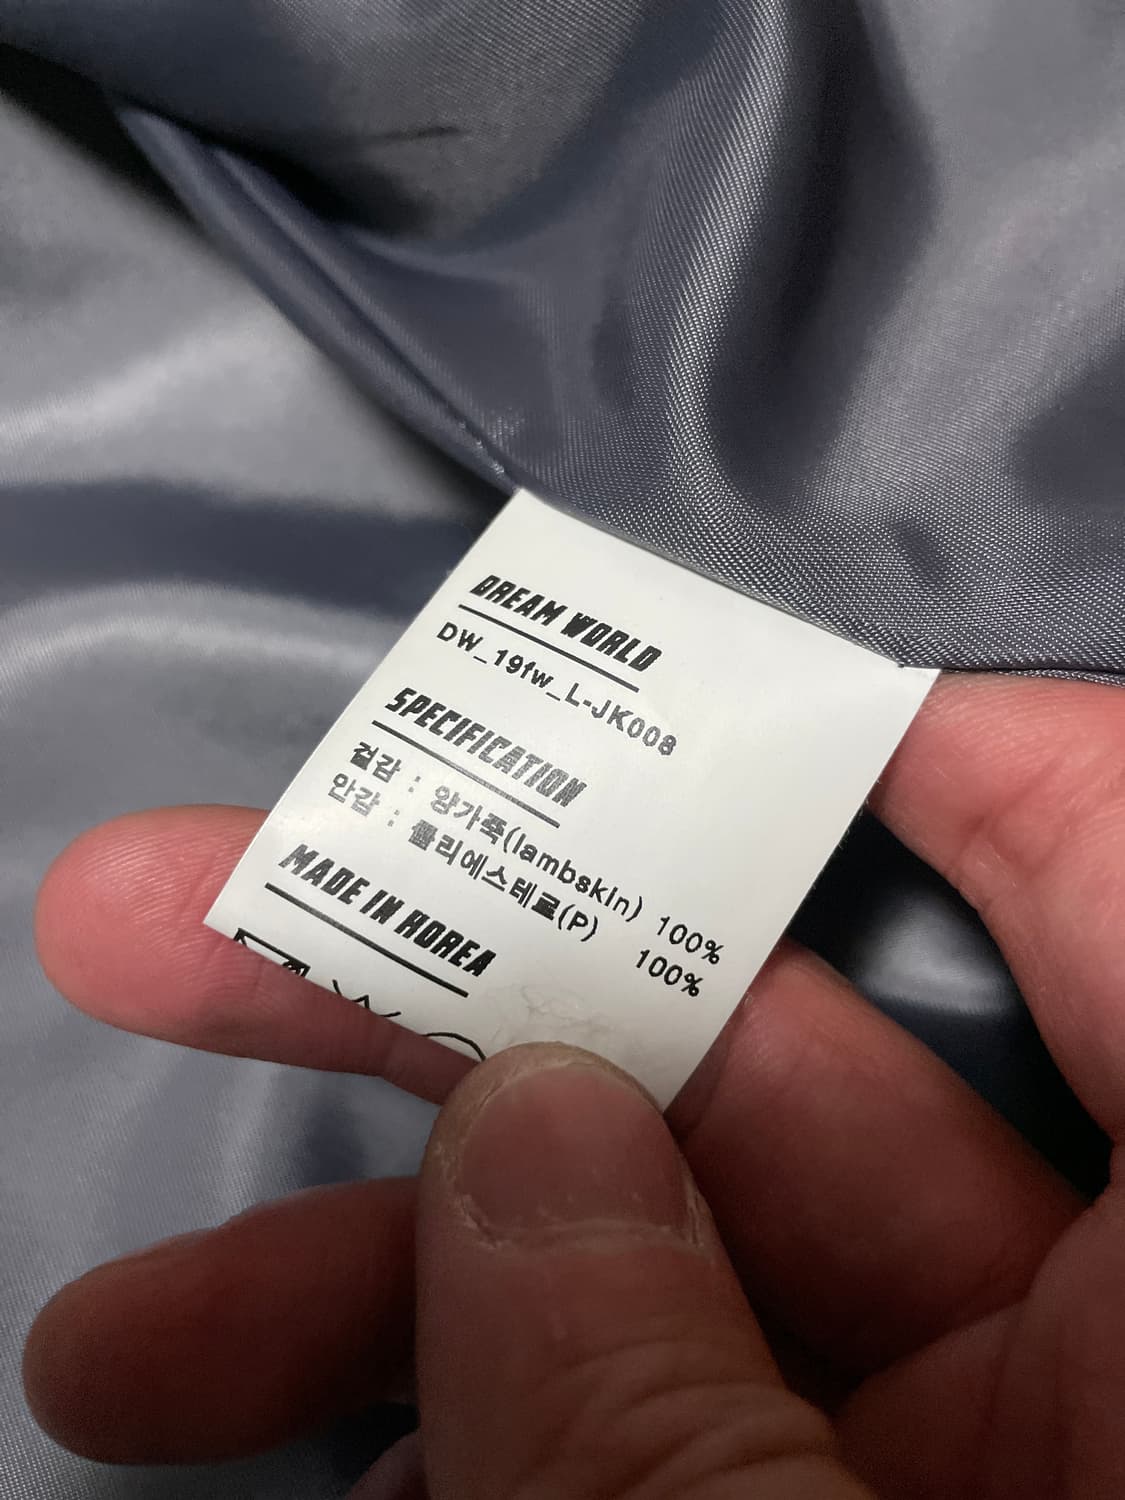 DREAM WORLD
DW_19fw_L-JK008
SPECIFICATION
겉감 : 양가죽(lambskin) 100%
안감 : 폴리에스테르(P) 100%
MADE IN KOREA